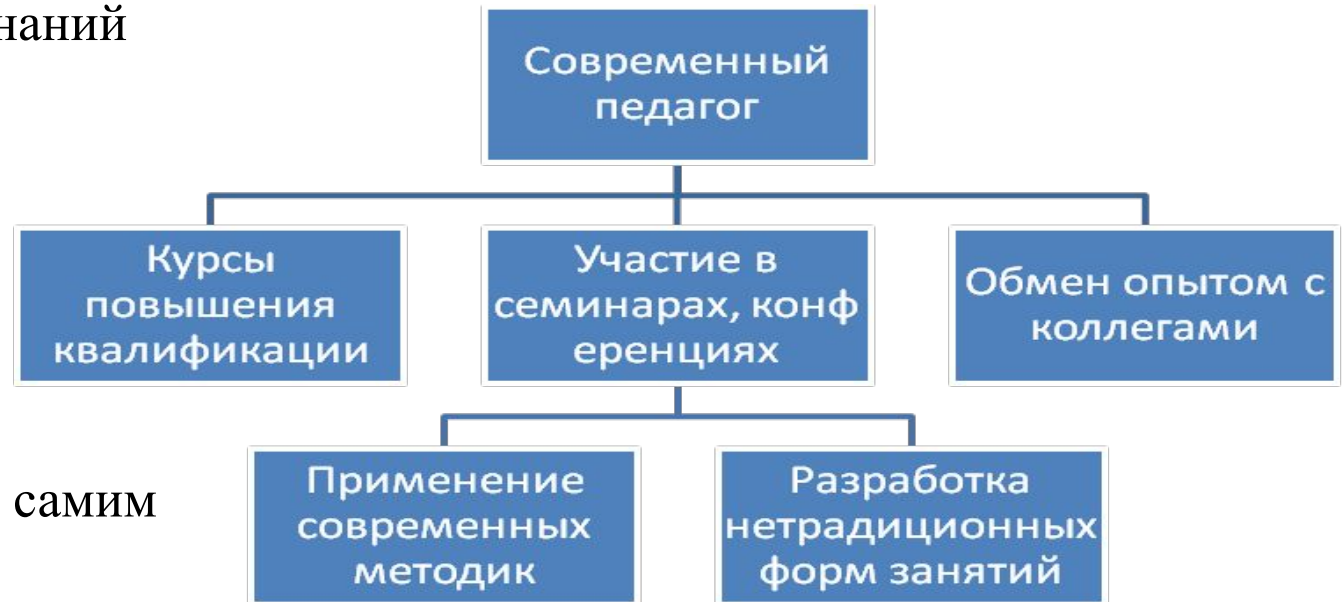 наний
Современный
педагог
Курсы
повышения
квалификации
Участие в
семинарах, конф
еренциях
Обмен опытом с
коллегами
самим
Применение
современных
методик
Разработка
нетрадиционных
форм занятий